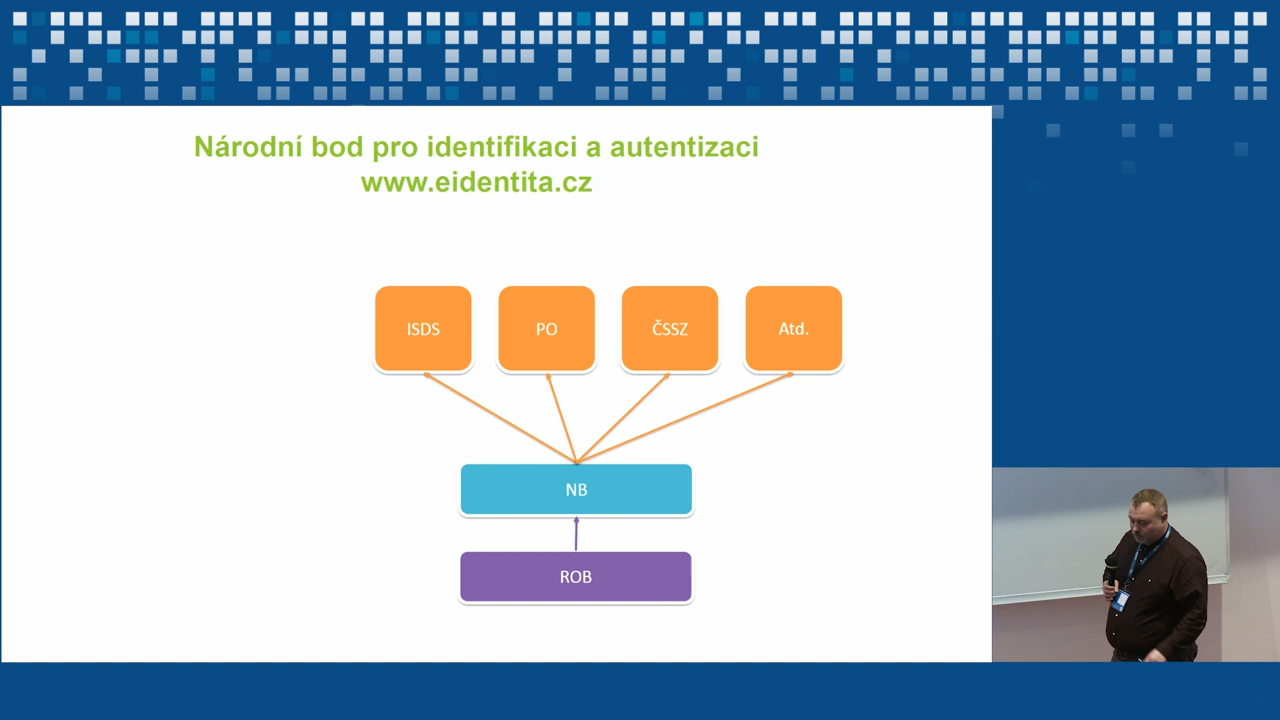 Národní bod pro identifikaci a autentizaci
www.eidentita.cz
ISDS
PO
ČSSZ
Atd.
NB
ROB